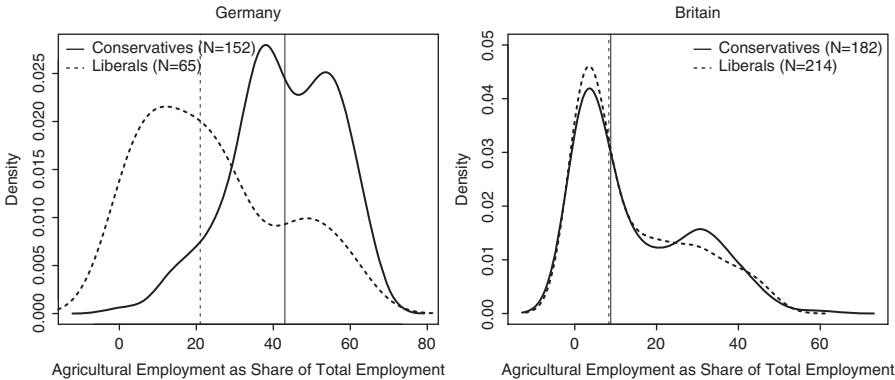 Germany
Conservatives (N=152)
Liberals (N=65)
Density
0.000 0.005 0.010 0.015 0.020 0.025
0 20 40 60 80
Agricultural Employment as Share of Total Employment
Britain
Conservatives (N=182)
Liberals (N=214)
Density
0.00 0.01 0.02 0.03 0.04 0.05
0 20 40 60
Agricultural Employment as Share of Total Employment